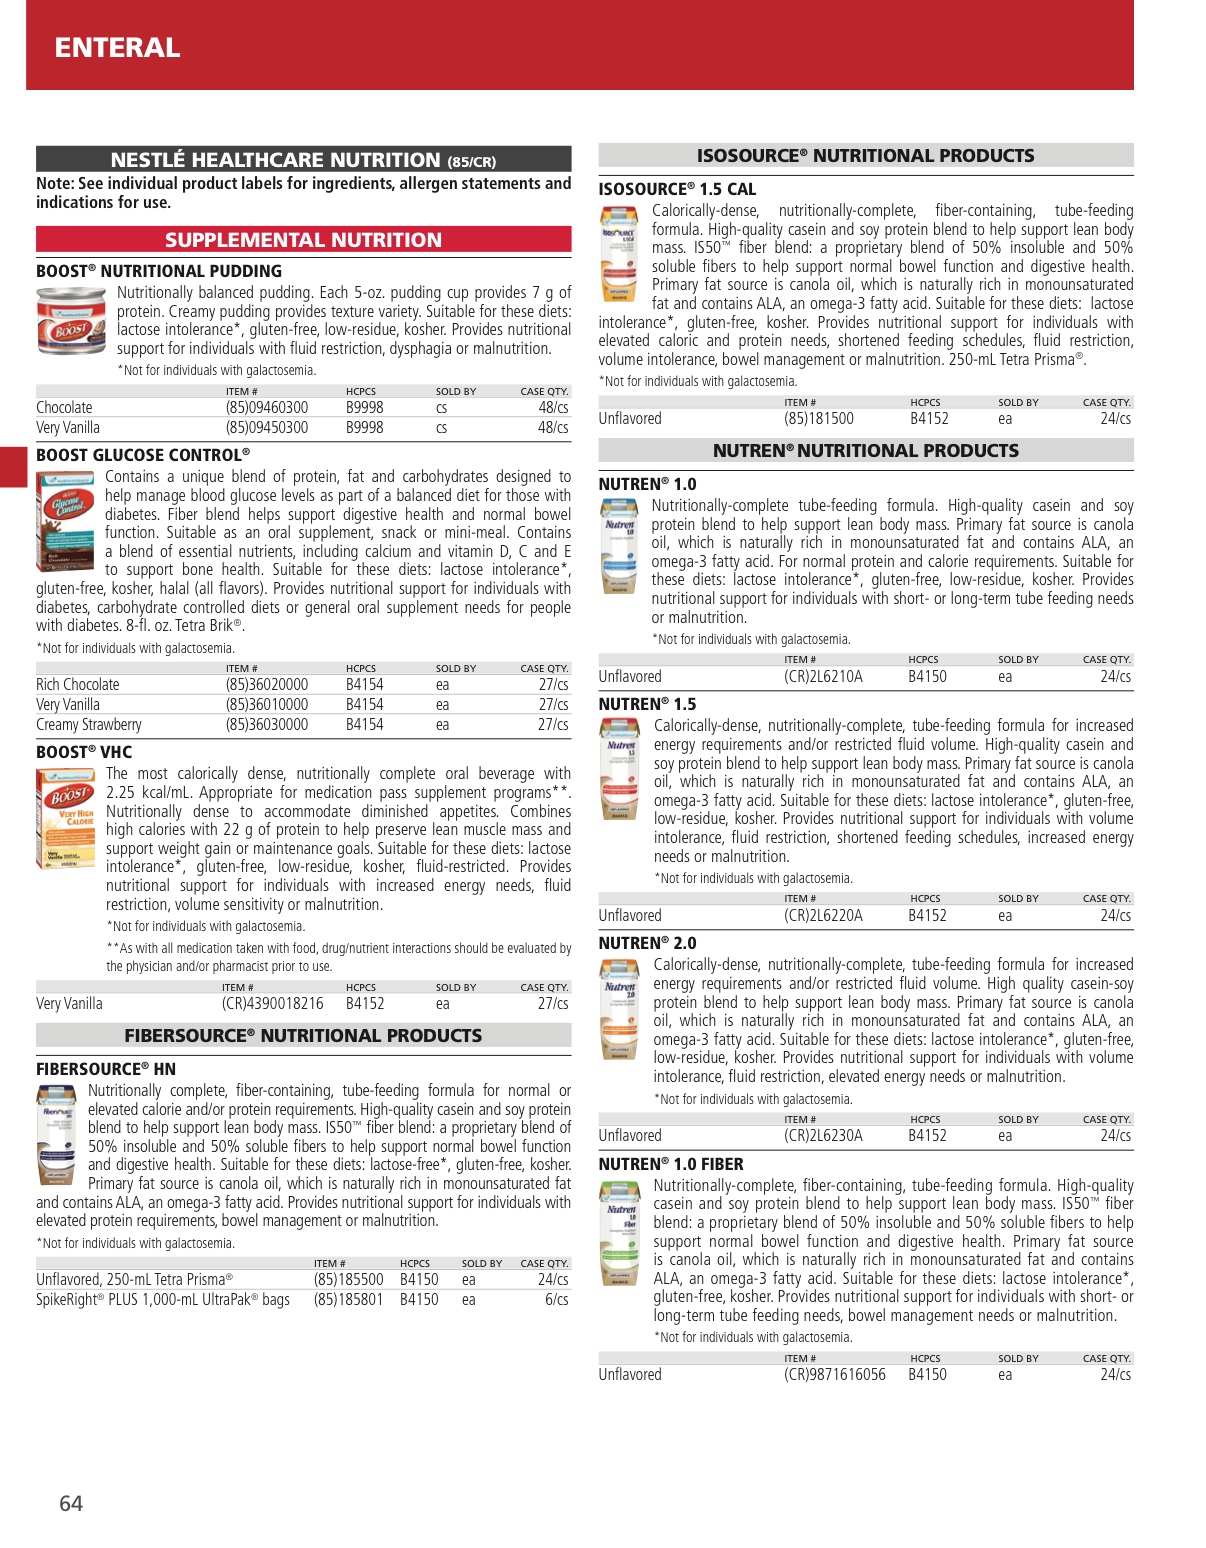 ENTERAL
NESTLÉ HEALTHCARE NUTRITION (85/CR)
Note: See individual product labels for ingredients, allergen statements and
indications for use.
SUPPLEMENTAL NUTRITION
BOOST® NUTRITIONAL PUDDING
Nutritionally balanced pudding. Each 5-oz. pudding cup provides 7 g of
protein. Creamy pudding provides texture variety. Suitable for these diets:
lactose intolerance*, gluten-free, low-residue, kosher. Provides nutritional
support for individuals with fluid restriction, dysphagia or malnutrition.
*Not for individuals with galactosemia.
ITEM # HCPCS SOLD BY CASE QTY.
Chocolate (85)09460300 B9998 cs 48/cs
Very Vanilla (85)09450300 B9998 cs 48/cs
BOOST GLUCOSE CONTROL®
Contains a unique blend of protein, fat and carbohydrates designed to
help manage blood glucose levels as part of a balanced diet for those with
diabetes. Fiber blend helps support digestive health and normal bowel
function. Suitable as an oral supplement, snack or mini-meal. Contains
a blend of essential nutrients, including calcium and vitamin D, C and E
to support bone health. Suitable for these diets: lactose intolerance*,
gluten-free, kosher, halal (all flavors). Provides nutritional support for individuals with
diabetes, carbohydrate controlled diets or general oral supplement needs for people
with diabetes. 8-fl. oz. Tetra Brik®.
*Not for individuals with galactosemia.
ITEM # HCPCS SOLD BY CASE QTY.
Rich Chocolate (85)36020000 B4154 ea 27/cs
Very Vanilla (85)36010000 B4154 ea 27/cs
Creamy Strawberry (85)36030000 B4154 ea 27/cs
BOOST® VHC
The most calorically dense, nutritionally complete oral beverage with
2.25 kcal/mL. Appropriate for medication pass supplement programs**.
Nutritionally dense to accommodate diminished appetites. Combines
high calories with 22 g of protein to help preserve lean muscle mass and
support weight gain or maintenance goals. Suitable for these diets: lactose
intolerance*, gluten-free, low-residue, kosher, fluid-restricted. Provides
nutritional support for individuals with increased energy needs, fluid
restriction, volume sensitivity or malnutrition.
*Not for individuals with galactosemia.
**As with all medication taken with food, drug/nutrient interactions should be evaluated by
the physician and/or pharmacist prior to use.
ITEM # HCPCS SOLD BY CASE QTY.
Very Vanilla (CR)4390018216 B4152 ea 27/cs
FIBERSOURCE® NUTRITIONAL PRODUCTS
FIBERSOURCE® HN
Nutritionally complete, fiber-containing, tube-feeding formula for normal or
elevated calorie and/or protein requirements. High-quality casein and soy protein
blend to help support lean body mass. IS50™ fiber blend: a proprietary blend of
50% insoluble and 50% soluble fibers to help support normal bowel function
and digestive health. Suitable for these diets: lactose-free*, gluten-free, kosher.
Primary fat source is canola oil, which is naturally rich in monounsaturated fat
and contains ALA, an omega-3 fatty acid. Provides nutritional support for individuals with
elevated protein requirements, bowel management or malnutrition.
*Not for individuals with galactosemia.
ITEM # HCPCS SOLD BY CASE QTY.
Unflavored, 250-mL Tetra Prisma® (85)185500 B4150 ea 24/cs
SpikeRight® PLUS 1,000-mL UltraPak® bags (85)185801 B4150 ea 6/cs
ISOSOURCE® NUTRITIONAL PRODUCTS
ISOSOURCE® 1.5 CAL
Calorically-dense, nutritionally-complete, fiber-containing, tube-feeding
formula. High-quality casein and soy protein blend to help support lean body
mass. IS50™ fiber blend: a proprietary blend of 50% insoluble and 50%
soluble fibers to help support normal bowel function and digestive health.
Primary fat source is canola oil, which is naturally rich in monounsaturated
fat and contains ALA, an omega-3 fatty acid. Suitable for these diets: lactose
intolerance*, gluten-free, kosher. Provides nutritional support for individuals with
elevated caloric and protein needs, shortened feeding schedules, fluid restriction,
volume intolerance, bowel management or malnutrition. 250-mL Tetra Prisma®.
*Not for individuals with galactosemia.
ITEM # HCPCS SOLD BY CASE QTY.
Unflavored (85)181500 B4152 ea 24/cs
NUTREN® NUTRITIONAL PRODUCTS
NUTREN® 1.0
Nutritionally-complete tube-feeding formula. High-quality casein and soy
protein blend to help support lean body mass. Primary fat source is canola
oil, which is naturally rich in monounsaturated fat and contains ALA, an
omega-3 fatty acid. For normal protein and calorie requirements. Suitable for
these diets: lactose intolerance*, gluten-free, low-residue, kosher. Provides
nutritional support for individuals with short- or long-term tube feeding needs
or malnutrition.
*Not for individuals with galactosemia.
ITEM # HCPCS SOLD BY CASE QTY.
Unflavored (CR)2L6210A B4150 ea 24/cs
NUTREN® 1.5
Calorically-dense, nutritionally-complete, tube-feeding formula for increased
energy requirements and/or restricted fluid volume. High-quality casein and
soy protein blend to help support lean body mass. Primary fat source is canola
oil, which is naturally rich in monounsaturated fat and contains ALA, an
omega-3 fatty acid. Suitable for these diets: lactose intolerance*, gluten-free,
low-residue, kosher. Provides nutritional support for individuals with volume
intolerance, fluid restriction, shortened feeding schedules, increased energy
needs or malnutrition.
*Not for individuals with galactosemia.
ITEM # HCPCS SOLD BY CASE QTY.
Unflavored (CR)2L6220A B4152 ea 24/cs
NUTREN® 2.0
Calorically-dense, nutritionally-complete, tube-feeding formula for increased
energy requirements and/or restricted fluid volume. High quality casein-soy
protein blend to help support lean body mass. Primary fat source is canola
oil, which is naturally rich in monounsaturated fat and contains ALA, an
omega-3 fatty acid. Suitable for these diets: lactose intolerance*, gluten-free,
low-residue, kosher. Provides nutritional support for individuals with volume
intolerance, fluid restriction, elevated energy needs or malnutrition.
*Not for individuals with galactosemia.
ITEM # HCPCS SOLD BY CASE QTY.
Unflavored (CR)2L6230A B4152 ea 24/cs
NUTREN® 1.0 FIBER
Nutritionally-complete, fiber-containing, tube-feeding formula. High-quality
casein and soy protein blend to help support lean body mass. IS50™ fiber
blend: a proprietary blend of 50% insoluble and 50% soluble fibers to help
support normal bowel function and digestive health. Primary fat source
is canola oil, which is naturally rich in monounsaturated fat and contains
ALA, an omega-3 fatty acid. Suitable for these diets: lactose intolerance*,
gluten-free, kosher. Provides nutritional support for individuals with short- or
long-term tube feeding needs, bowel management needs or malnutrition.
*Not for individuals with galactosemia.
ITEM # HCPCS SOLD BY CASE QTY.
Unflavored (CR)9871616056 B4150 ea 24/cs
64